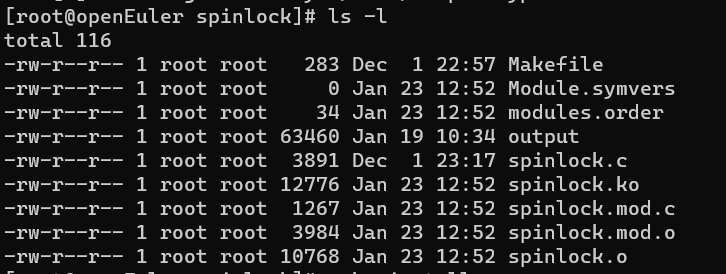 [root@openEuler spinlock]# ls -l
total 116
-rw-r--r-- 1 root root   283 Dec  1 22:57 Makefile
-rw-r--r-- 1 root root     0 Jan 23 12:52 Module.symvers
-rw-r--r-- 1 root root    34 Jan 23 12:52 modules.order
-rw-r--r-- 1 root root 63460 Jan 19 10:34 output
-rw-r--r-- 1 root root  3891 Dec  1 23:17 spinlock.c
-rw-r--r-- 1 root root 12776 Jan 23 12:52 spinlock.ko
-rw-r--r-- 1 root root  1267 Jan 23 12:52 spinlock.mod.c
-rw-r--r-- 1 root root  3984 Jan 23 12:52 spinlock.mod.o
-rw-r--r-- 1 root root 10768 Jan 23 12:52 spinlock.o